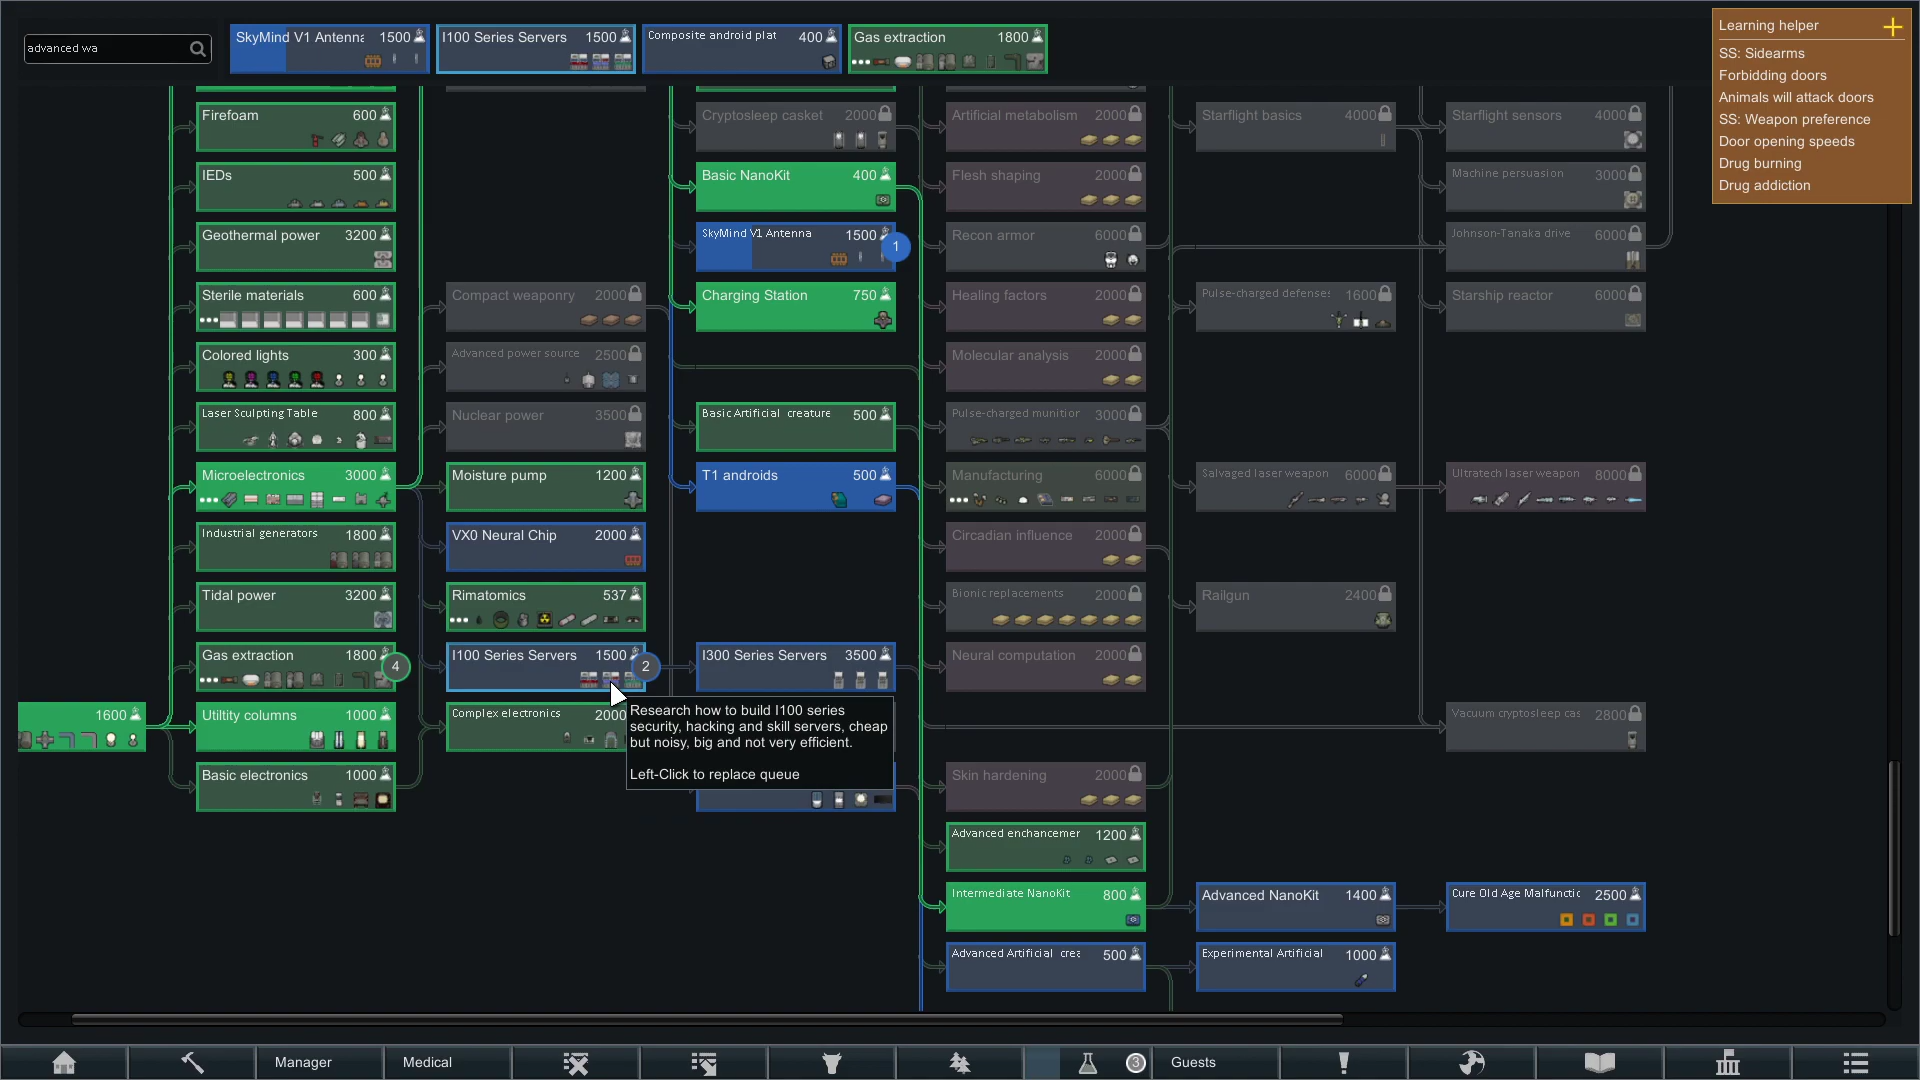 advanced wa
SkyMind V1 Antenna 1500
I100 Series Servers 1500
Composite android plat 400
Gas extraction 1800
Learning helper
SS: Sidearms
Forbidding doors
Animals will attack doors
SS: Weapon preference
Door opening speeds
Drug burning
Drug addiction
Firefoam 600
Cryptosleep casket 2000
Artificial metabolism 2000
Starflight basics 4000
Starflight sensors 4000
IEDs 500
Basic NanoKit 400
Flesh shaping 2000
Machine persuasion 3000
Geothermal power 3200
SkyMind V1 Antenna 1500
1
Recon armor 6000
Johnson-Tanaka drive 6000
Sterile materials 600
Compact weaponry 2000
Charging Station 750
Healing factors 2000
Pulse-charged defenses 1600
Starship reactor 6000
Colored lights 300
Advanced power source 2500
Molecular analysis 2000
Laser Sculpting Table 800
Nuclear power 3500
Basic Artificial creature 500
Pulse-charged munition 3000
Microelectronics 3000
Moisture pump 1200
T1 androids 500
Manufacturing 6000
Salvaged laser weapon 6000
Ultratech laser weapon 8000
Industrial generators 1800
VX0 Neural Chip 2000
Circadian influence 2000
Tidal power 3200
Rimatomics 537
Bionic replacements 2000
Railgun 2400
Gas extraction 1800
4
I100 Series Servers 1500
2
I300 Series Servers 3500
Neural computation 2000
1600
Utiltity columns 1000
Complex electronics 2000
Research how to build I100 series
security, hacking and skill servers, cheap
but noisy, big and not very efficient.
Left-Click to replace queue
Vacuum cryptosleep cas 2800
Basic electronics 1000
Skin hardening 2000
Advanced enchancemer 1200
Intermediate NanoKit 800
Advanced NanoKit 1400
Cure Old Age Malfunctic 2500
Advanced Artificial crea 500
Experimental Artificial 1000
Manager
Medical
3
Guests